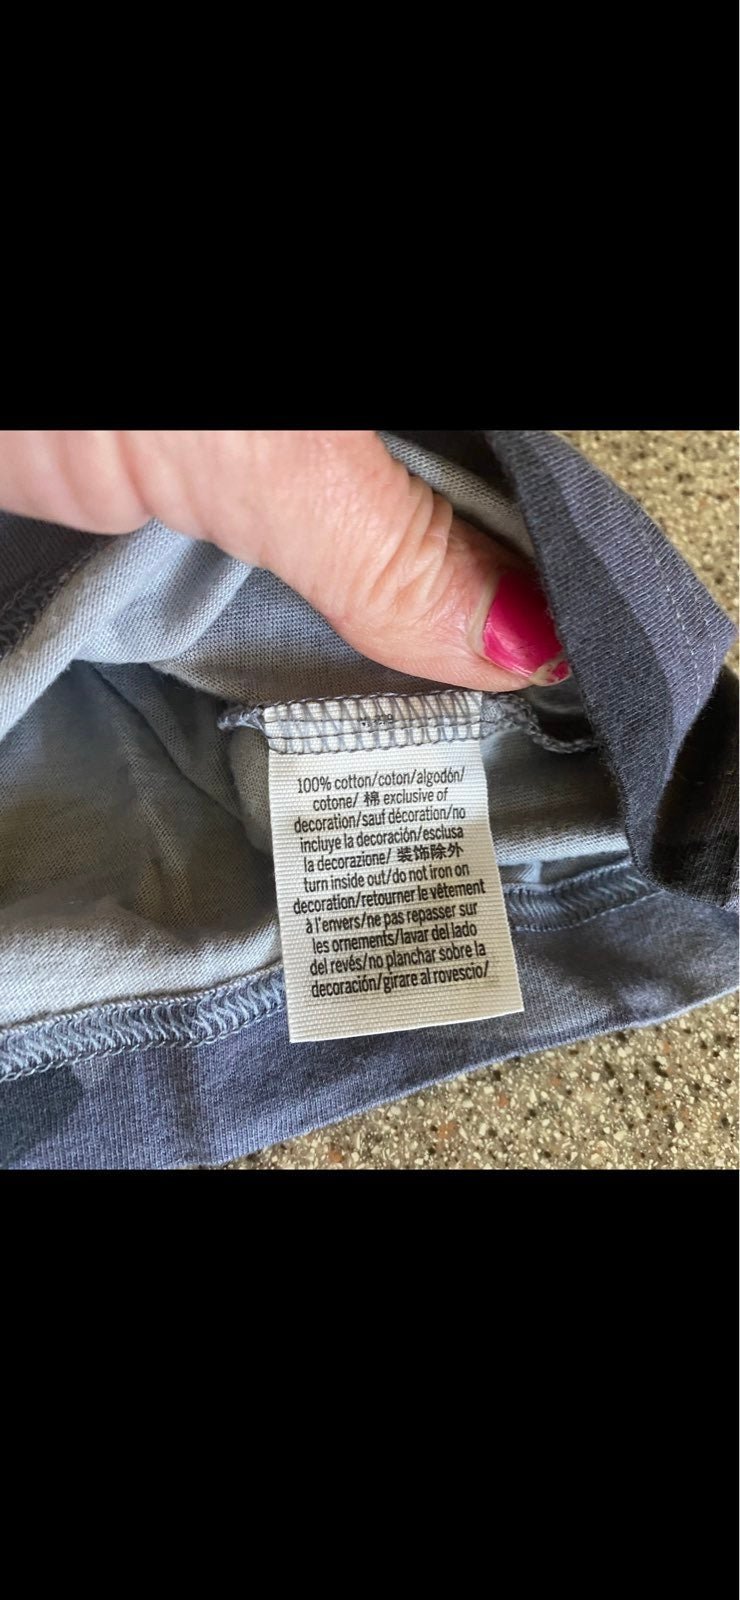 100% cotton/coton/algodón/
cotone/ 棉 exclusive of
decoration/sauf décoration/no
incluye la decoración/esclusa
la decorazione/ 装饰除外
turn inside out/do not iron on
decoration/retourner le vêtement
à l'envers/ne pas repasser sur
les ornements/lavar del lado
del revés/no planchar sobre la
decoración/girare al rovescio/